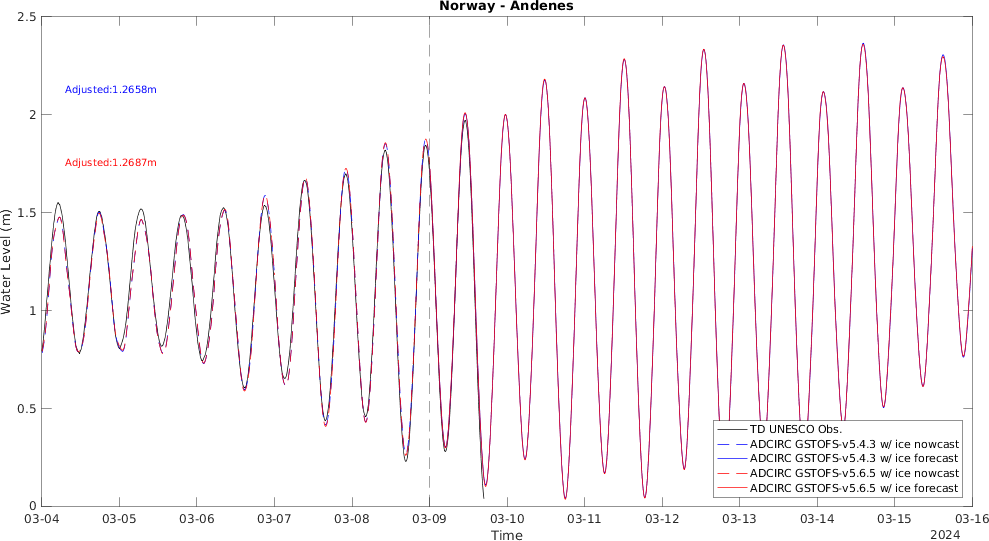 Norway - Andenes
2.5
2
1.5
1
0.5
0
Water Level (m)
Adjusted:1.2658m
Adjusted:1.2687m
TD UNESCO Obs.
ADCIRC GSTOFS-v5.4.3 w/ ice nowcast
ADCIRC GSTOFS-v5.4.3 w/ ice forecast
ADCIRC GSTOFS-v5.6.5 w/ ice nowcast
ADCIRC GSTOFS-v5.6.5 w/ ice forecast
03-04 03-05 03-06 03-07 03-08 03-09 03-10 03-11 03-12 03-13 03-14 03-15 03-16
Time
2024